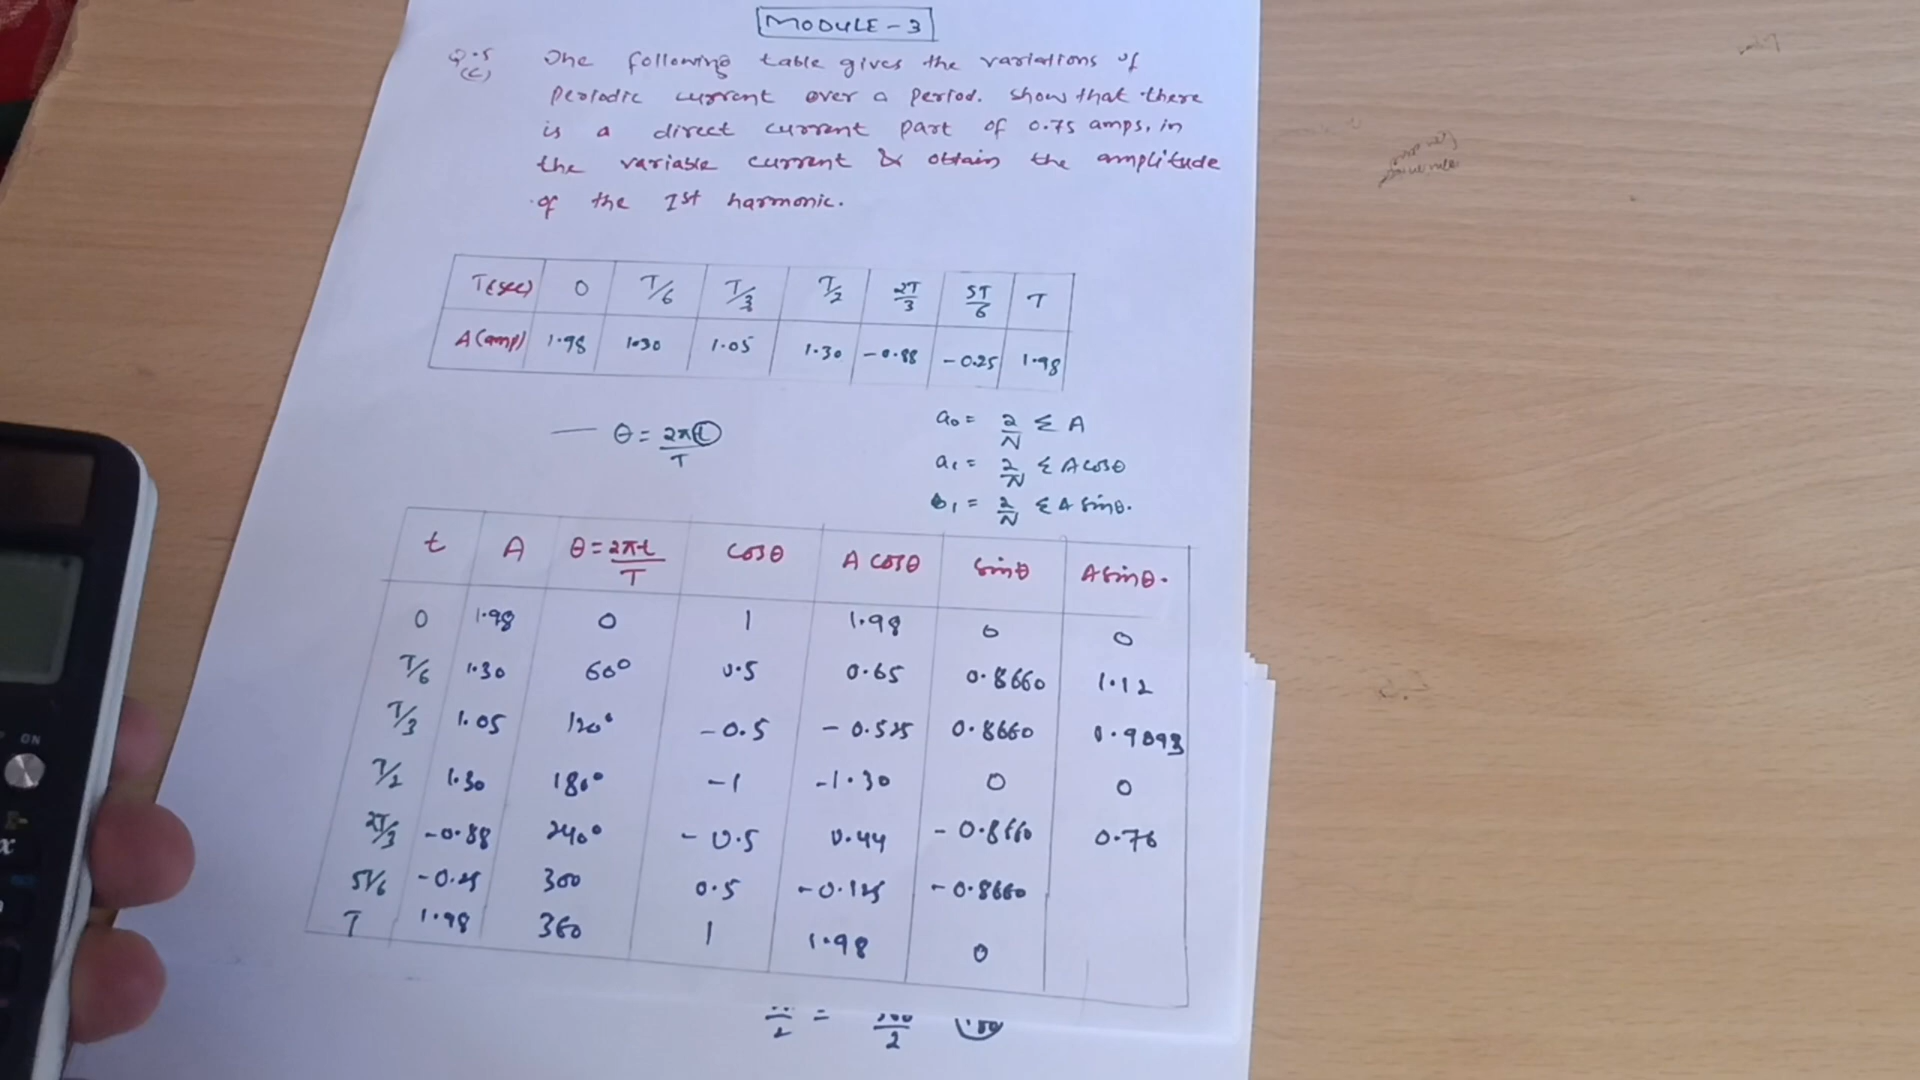 MODULE-3
Q.5 The following table gives the variations of
(c) Periodic current over a period. Show that there
is a direct current part of 0.75 amps, in
the variable current & obtain the amplitude
of the 1st harmonic.
T(sec) 0 T/6 T/3 T/2 2T/3 5T/6 T
A(amp) 1.98 1.30 1.05 1.30 -0.88 -0.25 1.98
θ = 2πt/T
a0 = 2/N Σ A
a1 = 2/N Σ A cosθ
b1 = 2/N Σ A sinθ.
t A θ = 2πt/T cosθ A cosθ sinθ A sinθ.
0 1.98 0 1 1.98 0 0
T/6 1.30 60° 0.5 0.65 0.8660 1.12
T/3 1.05 120° -0.5 -0.525 0.8660 0.9093
T/2 1.30 180° -1 -1.30 0 0
2T/3 -0.88 240° -0.5 0.44 -0.8660 0.76
5T/6 -0.25 300 0.5 -0.125 -0.8660
T 1.98 360 1 1.98 0
ON
x